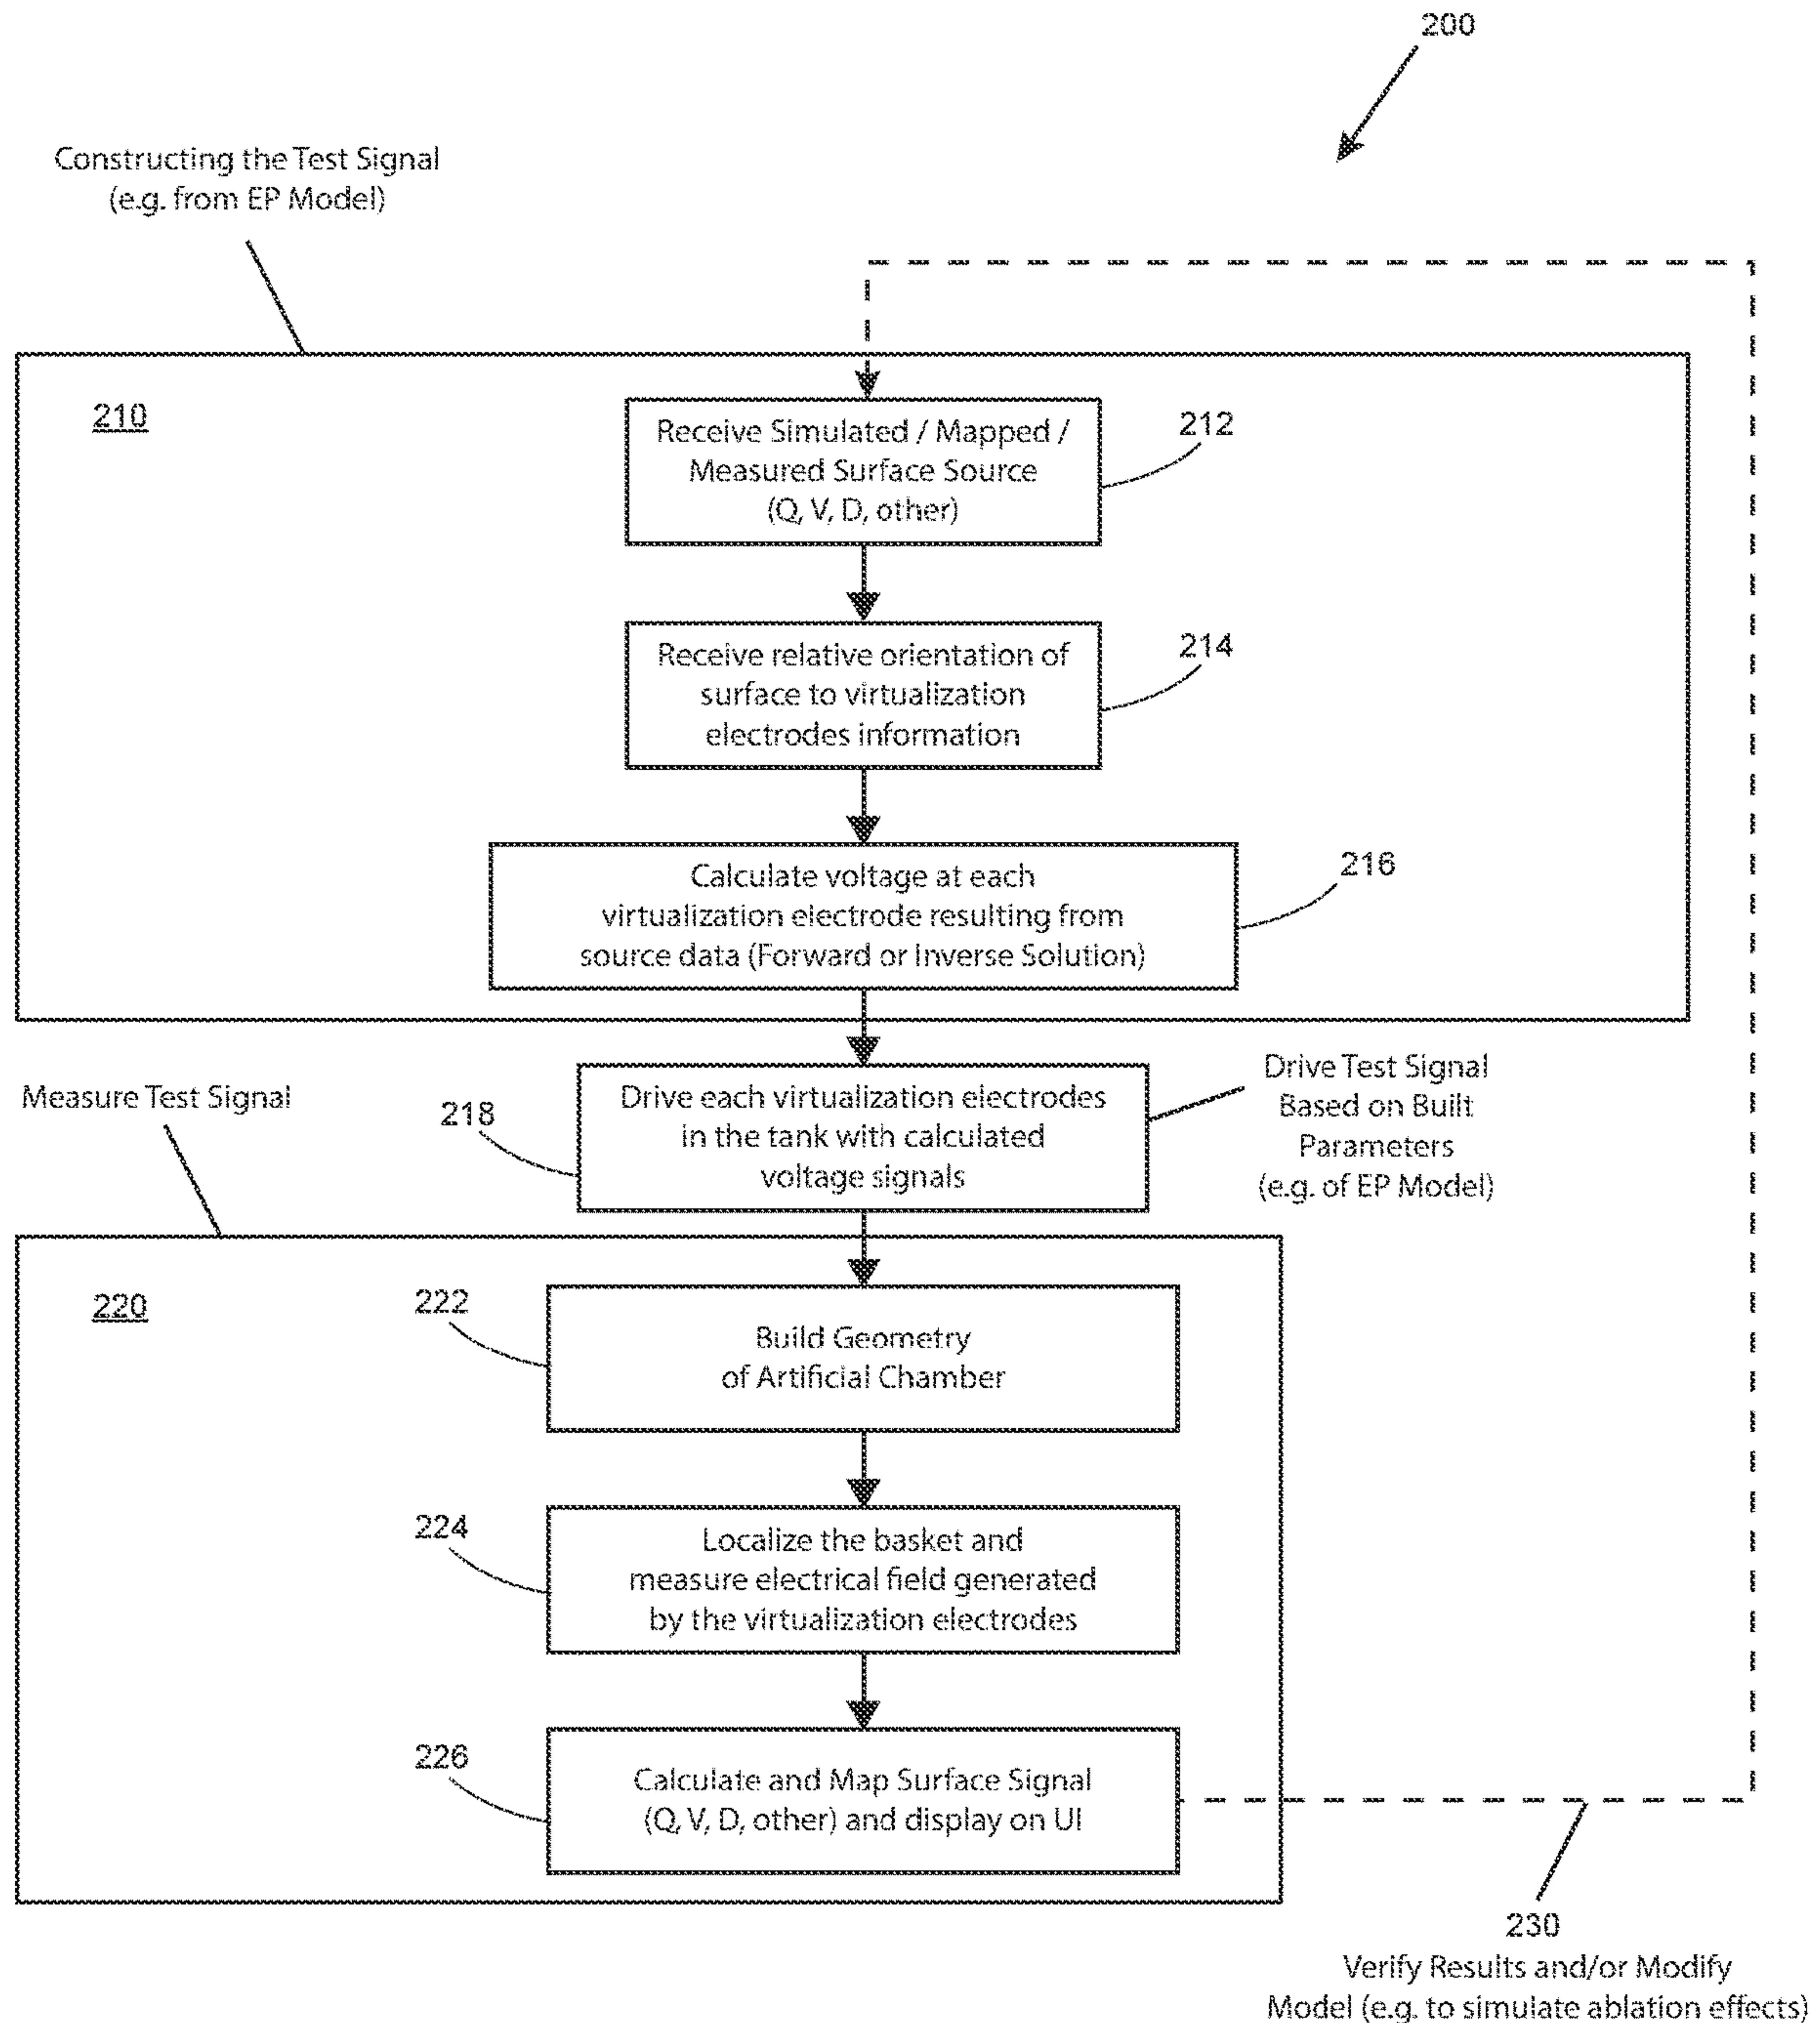 200
Constructing the Test Signal
(e.g. from EP Model)
210
Receive Simulated / Mapped /
Measured Surface Source
(Q, V, D, other)
212
Receive relative orientation of
surface to virtualization
electrodes information
214
Calculate voltage at each
virtualization electrode resulting from
source data (Forward or Inverse Solution)
216
Measure Test Signal
218
Drive each virtualization electrodes
in the tank with calculated
voltage signals
Drive Test Signal
Based on Built
Parameters
(e.g. of EP Model)
220
222
Build Geometry
of Artificial Chamber
224
Localize the basket and
measure electrical field generated
by the virtualization electrodes
226
Calculate and Map Surface Signal
(Q, V, D, other) and display on UI
230
Verify Results and/or Modify
Model (e.g. to simulate ablation effects)